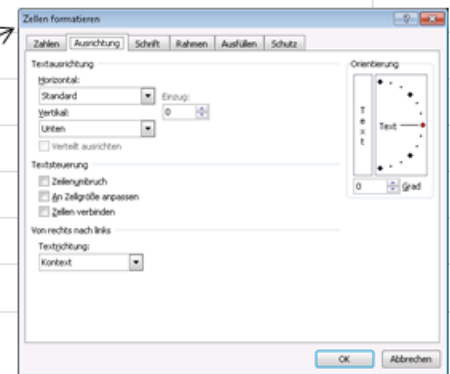 Zellen formatieren
Zahlen Ausrichtung Schrift Rahmen Ausfüllen Schutz
Textausrichtung
Horizontal:
Standard
Einzug:
Vertikal:
0
Unten
Verteilt ausrichten
Textsteuerung
Zeilenumbruch
An Zellgröße anpassen
Zellen verbinden
Von rechts nach links
Textrichtung:
Kontext
Orientierung
Text
Text
0 Grad
OK Abbrechen